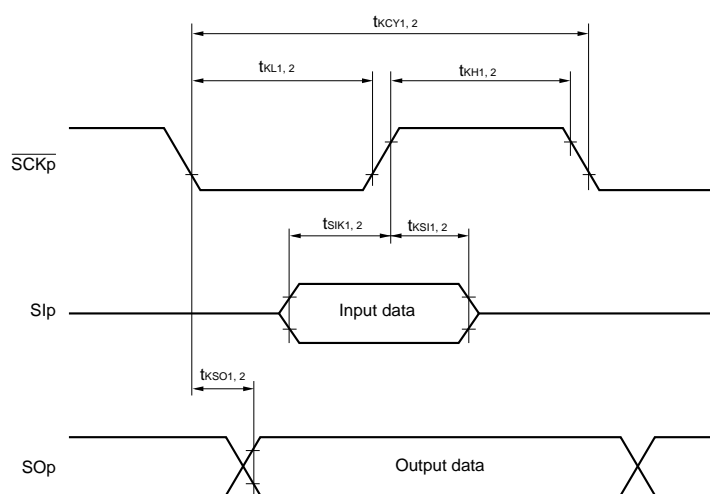 tKCY1, 2
tKL1, 2
tKH1, 2
SCKp
tSIK1, 2
tKSI1, 2
SIp
Input data
tKSO1, 2
SOp
Output data